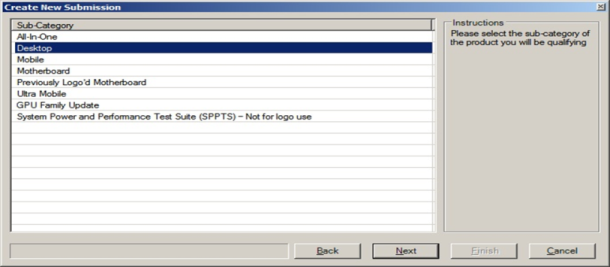 Create New Submission
Sub-Category
All-In-One
Desktop
Mobile
Motherboard
Previously Logo'd Motherboard
Ultra Mobile
GPU Family Update
System Power and Performance Test Suite (SPPTS) - Not for logo use
Instructions
Please select the sub-category of
the product you will be qualifying
Back
Next
Finish
Cancel